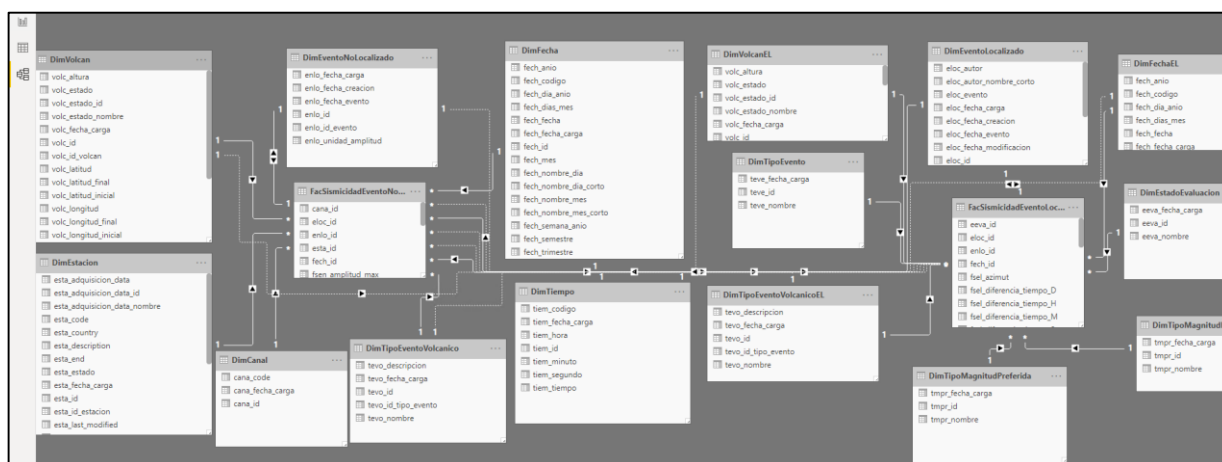 DimVolcan
volc_altura
volc_estado
volc_estado_id
volc_estado_nombre
volc_fecha_carga
volc_id
volc_id_volcan
volc_latitud
volc_latitud_final
volc_latitud_inicial
volc_longitud
volc_longitud_final
volc_longitud_inicial
DimEventoNoLocalizado
enlo_fecha_carga
enlo_fecha_creacion
enlo_fecha_evento
enlo_id
enlo_id_evento
enlo_unidad_amplitud
DimFecha
fech_anio
fech_codigo
fech_dia_anio
fech_dias_mes
fech_fecha
fech_fecha_carga
fech_id
fech_mes
fech_nombre_dia
fech_nombre_dia_corto
fech_nombre_mes
fech_nombre_mes_corto
fech_semana_anio
fech_semestre
fech_trimestre
DimVolcanEL
volc_altura
volc_estado
volc_estado_id
volc_estado_nombre
volc_fecha_carga
volc_id
DimEventoLocalizado
eloc_autor
eloc_autor_nombre_corto
eloc_evento
eloc_fecha_carga
eloc_fecha_creacion
eloc_fecha_evento
eloc_fecha_modificacion
eloc_id
DimFechaEL
fech_anio
fech_codigo
fech_dia_anio
fech_dias_mes
fech_fecha
fech_fecha_carga
DimTipoEvento
teve_fecha_carga
teve_id
teve_nombre
FacSismicidadEventoNo...
cana_id
eloc_id
enlo_id
esta_id
fech_id
fsen_amplitud_max
FacSismicidadEventoLoc...
eeva_id
eloc_id
enlo_id
fech_id
fsel_azimut
fsel_diferencia_tiempo_D
fsel_diferencia_tiempo_H
fsel_diferencia_tiempo_M
DimEstadoEvaluacion
eeva_fecha_carga
eeva_id
eeva_nombre
DimEstacion
esta_adquisicion_data
esta_adquisicion_data_id
esta_adquisicion_data_nombre
esta_code
esta_country
esta_description
esta_end
esta_estado
esta_fecha_carga
esta_id
esta_id_estacion
esta_last_modified
DimCanal
cana_code
cana_fecha_carga
cana_id
DimTipoEventoVolcanico
tevo_descripcion
tevo_fecha_carga
tevo_id
tevo_id_tipo_evento
tevo_nombre
DimTiempo
tiem_codigo
tiem_fecha_carga
tiem_hora
tiem_id
tiem_minuto
tiem_segundo
tiem_tiempo
DimTipoEventoVolcanicoEL
tevo_descripcion
tevo_fecha_carga
tevo_id
tevo_id_tipo_evento
tevo_nombre
DimTipoMagnitudPreferida
tmpr_fecha_carga
tmpr_id
tmpr_nombre
DimTipoMagnitud
tmpr_fecha_carga
tmpr_id
tmpr_nombre